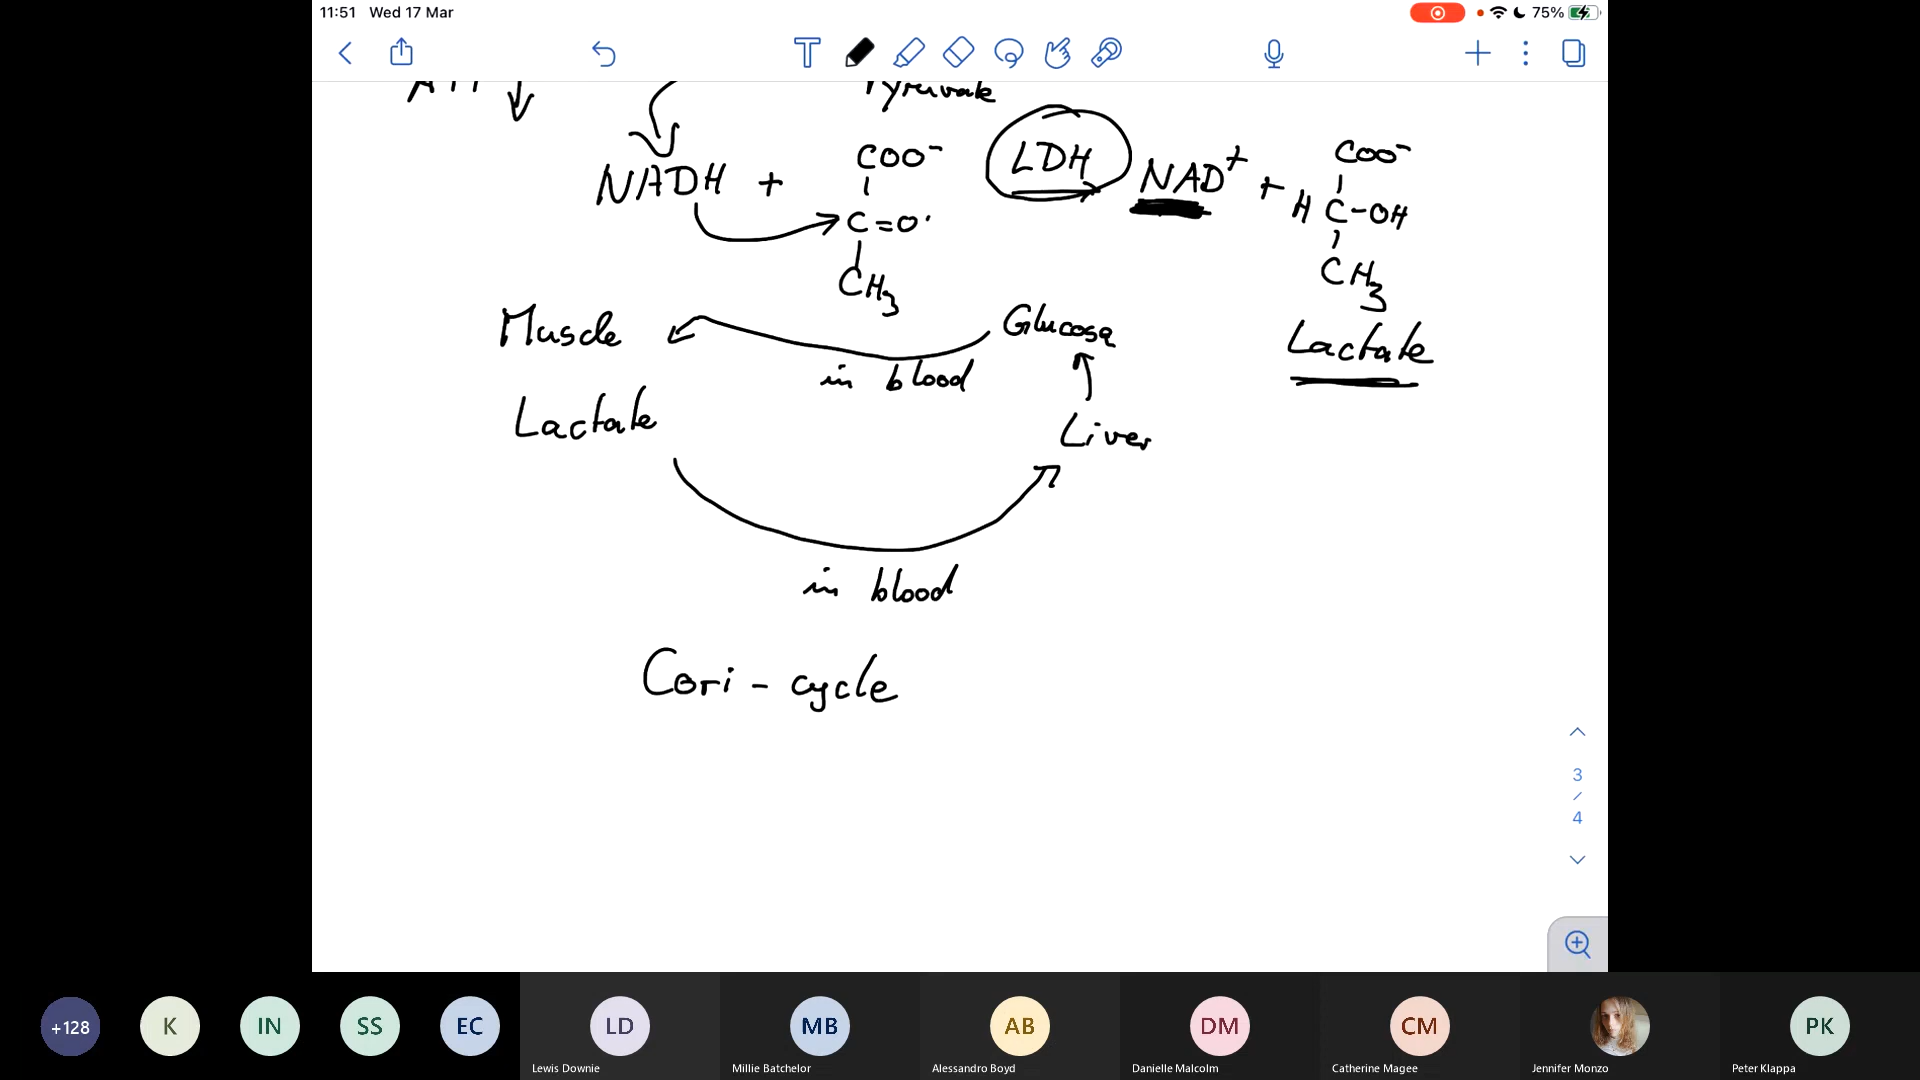 11:51 Wed 17 Mar 75%
Pyruvate
COO⁻ LDH COO⁻
NADH + NAD⁺ +
C=O H C-OH
CH₃ CH₃
Muscle Glucose Lactate
in blood
Lactate Liver
in blood
Cori - cycle
3
/
4
+128 K IN SS EC LD MB AB DM CM PK
Lewis Downie Millie Batchelor Alessandro Boyd Danielle Malcolm Catherine Magee Jennifer Monzo Peter Klappa